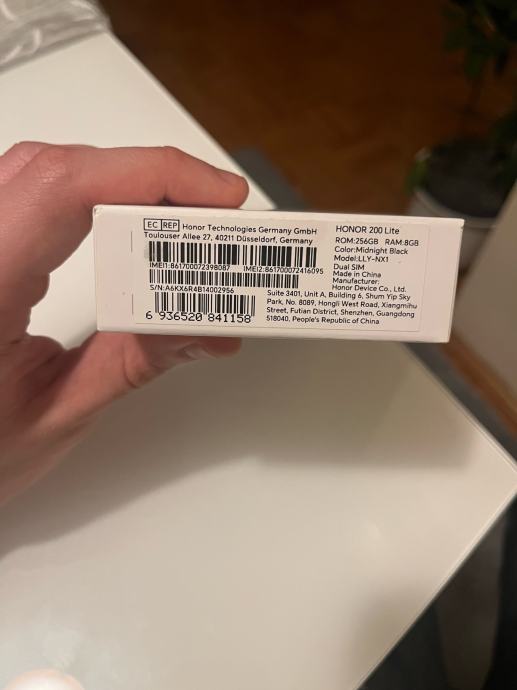 EC REP Honor Technologies Germany GmbH
Toulouser Allee 27, 40211 Düsseldorf, Germany
IMEI1:861700072398087 IMEI2:861700072416095
S/N:A6KX6R4B14002956
6 936520 841158
HONOR 200 Lite
ROM:256GB RAM:8GB
Color:Midnight Black
Model:LLY-NX1
Dual SIM
Made in China
Manufacturer:
Honor Device Co., Ltd.
Suite 3401, Unit A, Building 6, Shum Yip Sky
Park, No. 8089, Hongli West Road, Xiangmihu
Street, Futian District, Shenzhen, Guangdong
518040, People's Republic of China